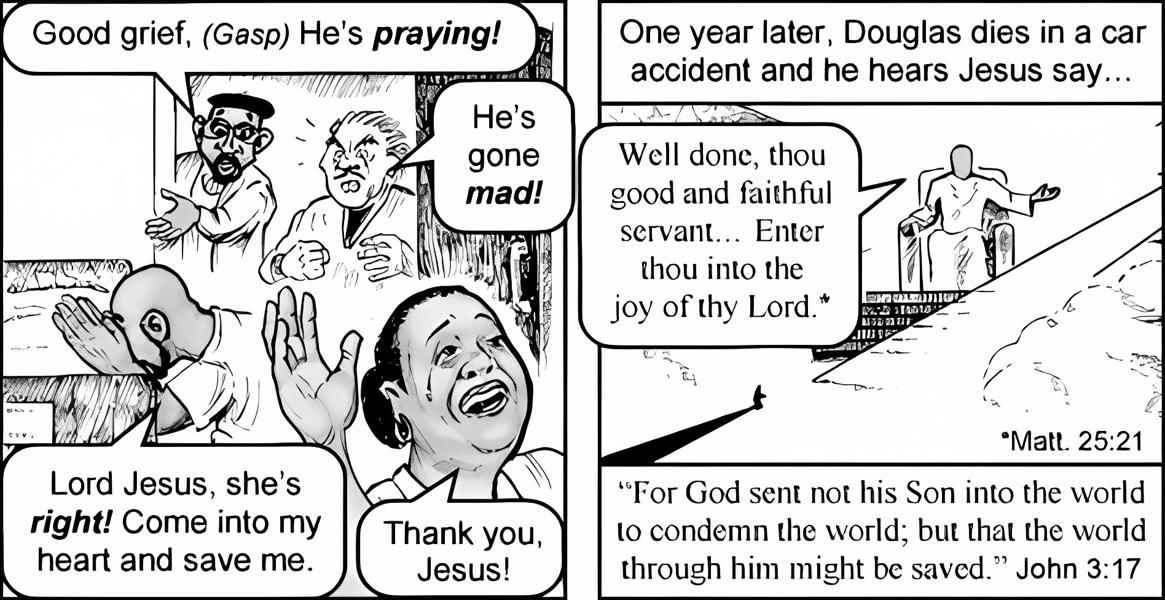 Good grief, (Gasp) He's praying!
He's
gone
mad!
Lord Jesus, she's
right! Come into my
heart and save me.
Thank you,
Jesus!
One year later, Douglas dies in a car
accident and he hears Jesus say...
Well done, thou
good and faithful
servant... Enter
thou into the
joy of thy Lord.*
*Matt. 25:21
“For God sent not his Son into the world
to condemn the world; but that the world
through him might be saved.” John 3:17